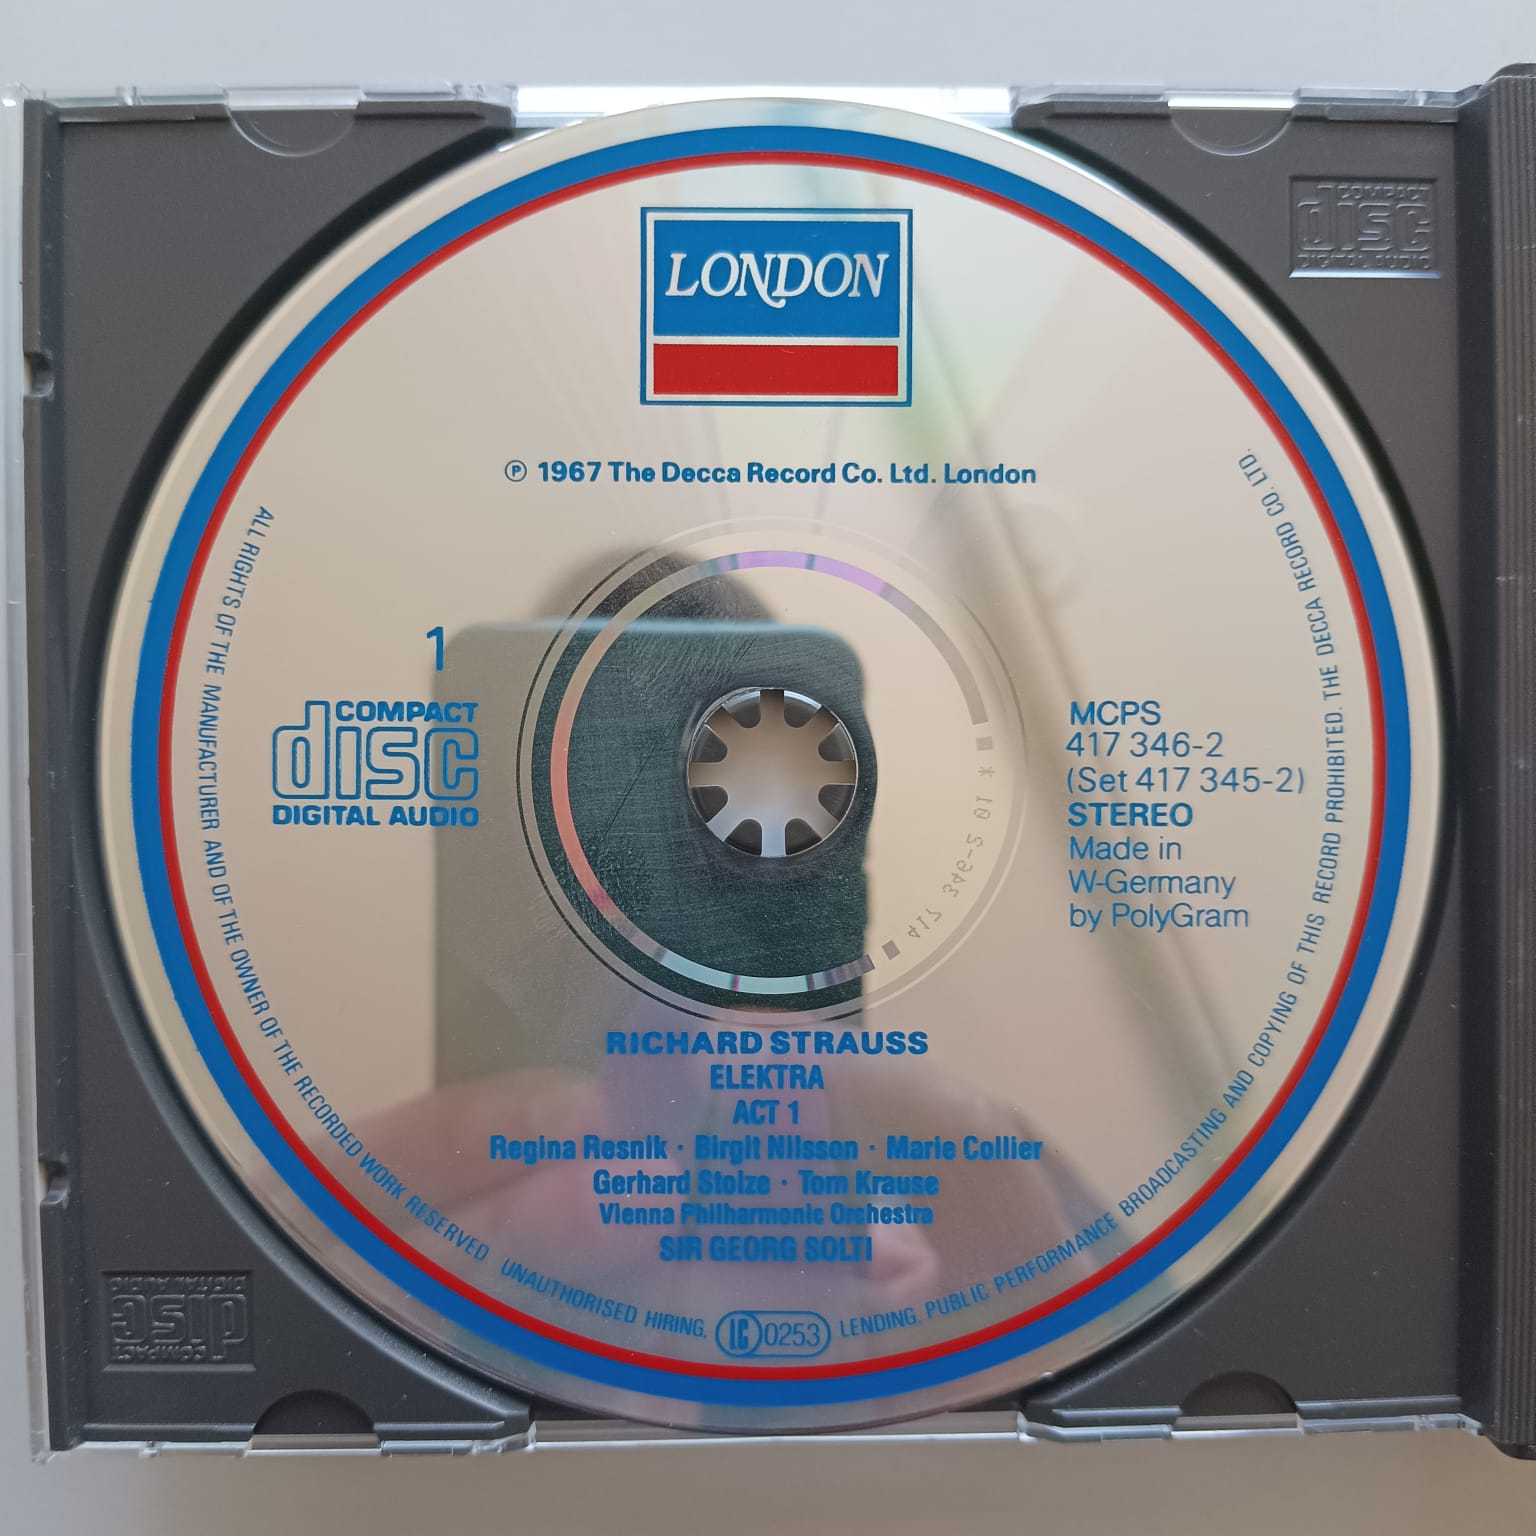 LONDON
℗ 1967 The Decca Record Co. Ltd. London
1
COMPACT
disc
DIGITAL AUDIO
MCPS
417 346-2
(Set 417 345-2)
STEREO
Made in
W-Germany
by PolyGram
RICHARD STRAUSS
ELEKTRA
ACT 1
Regina Resnik · Birgit Nilsson · Marie Collier
Gerhard Stolze · Tom Krause
Vienna Philharmonic Orchestra
SIR GEORG SOLTI
ALL RIGHTS OF THE MANUFACTURER AND OF THE OWNER OF THE RECORDED WORK RESERVED UNAUTHORISED HIRING, LENDING, PUBLIC PERFORMANCE BROADCASTING AND COPYING OF THIS RECORD PROHIBITED. THE DECCA RECORD CO. LTD.
LC 0253
COMPACT
disc
DIGITAL AUDIO
COMPACT
disc
DIGITAL AUDIO